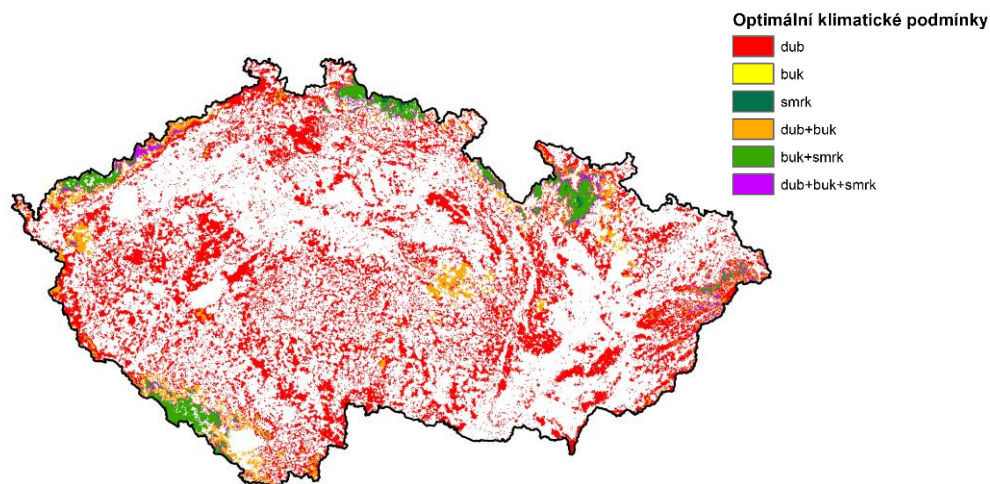 Optimální klimatické podmínky
dub
buk
smrk
dub+buk
buk+smrk
dub+buk+smrk